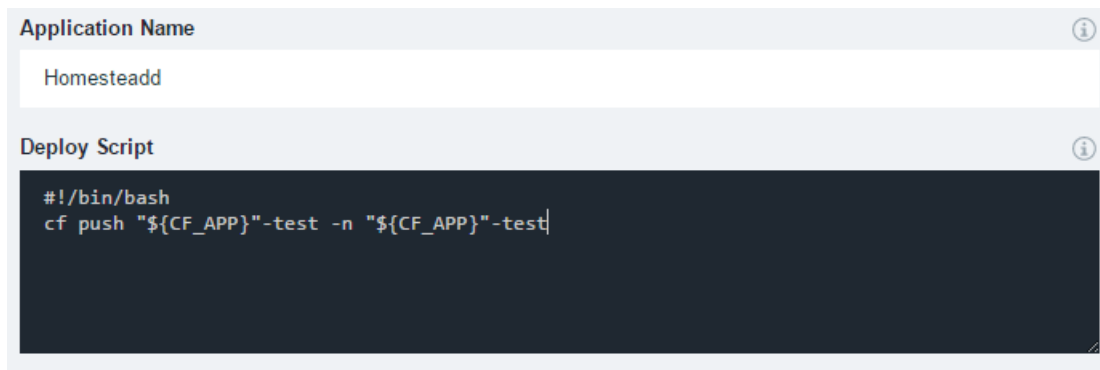 Application Name
Homesteadd
Deploy Script
#!/bin/bash
cf push "${CF_APP}"-test -n "${CF_APP}"-test